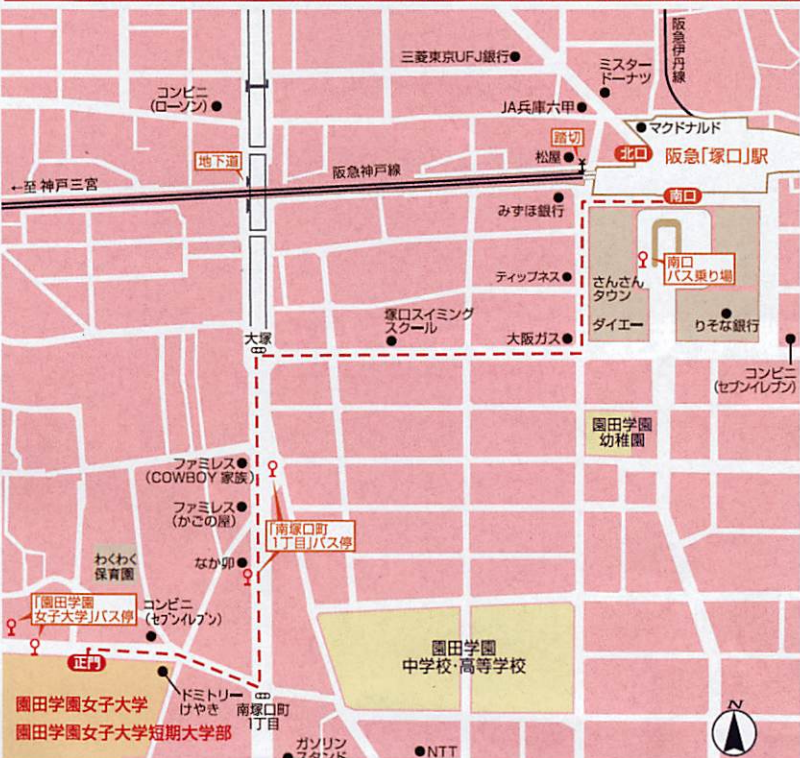 三菱東京UFJ銀行
阪急伊丹線
ミスター
ドーナツ
コンビニ
(ローソン)
JA兵庫六甲
マクドナルド
踏切
松屋
北口
阪急「塚口」駅
地下道
阪急神戸線
←至 神戸三宮
南口
みずほ銀行
南口
バス乗り場
ティップネス
さんさん
タウン
塚口スイミング
スクール
大阪ガス
ダイエー
りそな銀行
大塚
コンビニ
(セブンイレブン)
園田学園
幼稚園
ファミレス
(COWBOY 家族)
ファミレス
(かごの屋)
「南塚口町
1丁目」バス停
わくわく
保育園
なか卯
「園田学園
女子大学」バス停
コンビニ
(セブンイレブン)
園田学園
中学校・高等学校
正門
ドミトリー
けやき
南塚口町
1丁目
園田学園女子大学
園田学園女子大学短期大学部
ガソリン
スタンド
NTT
N